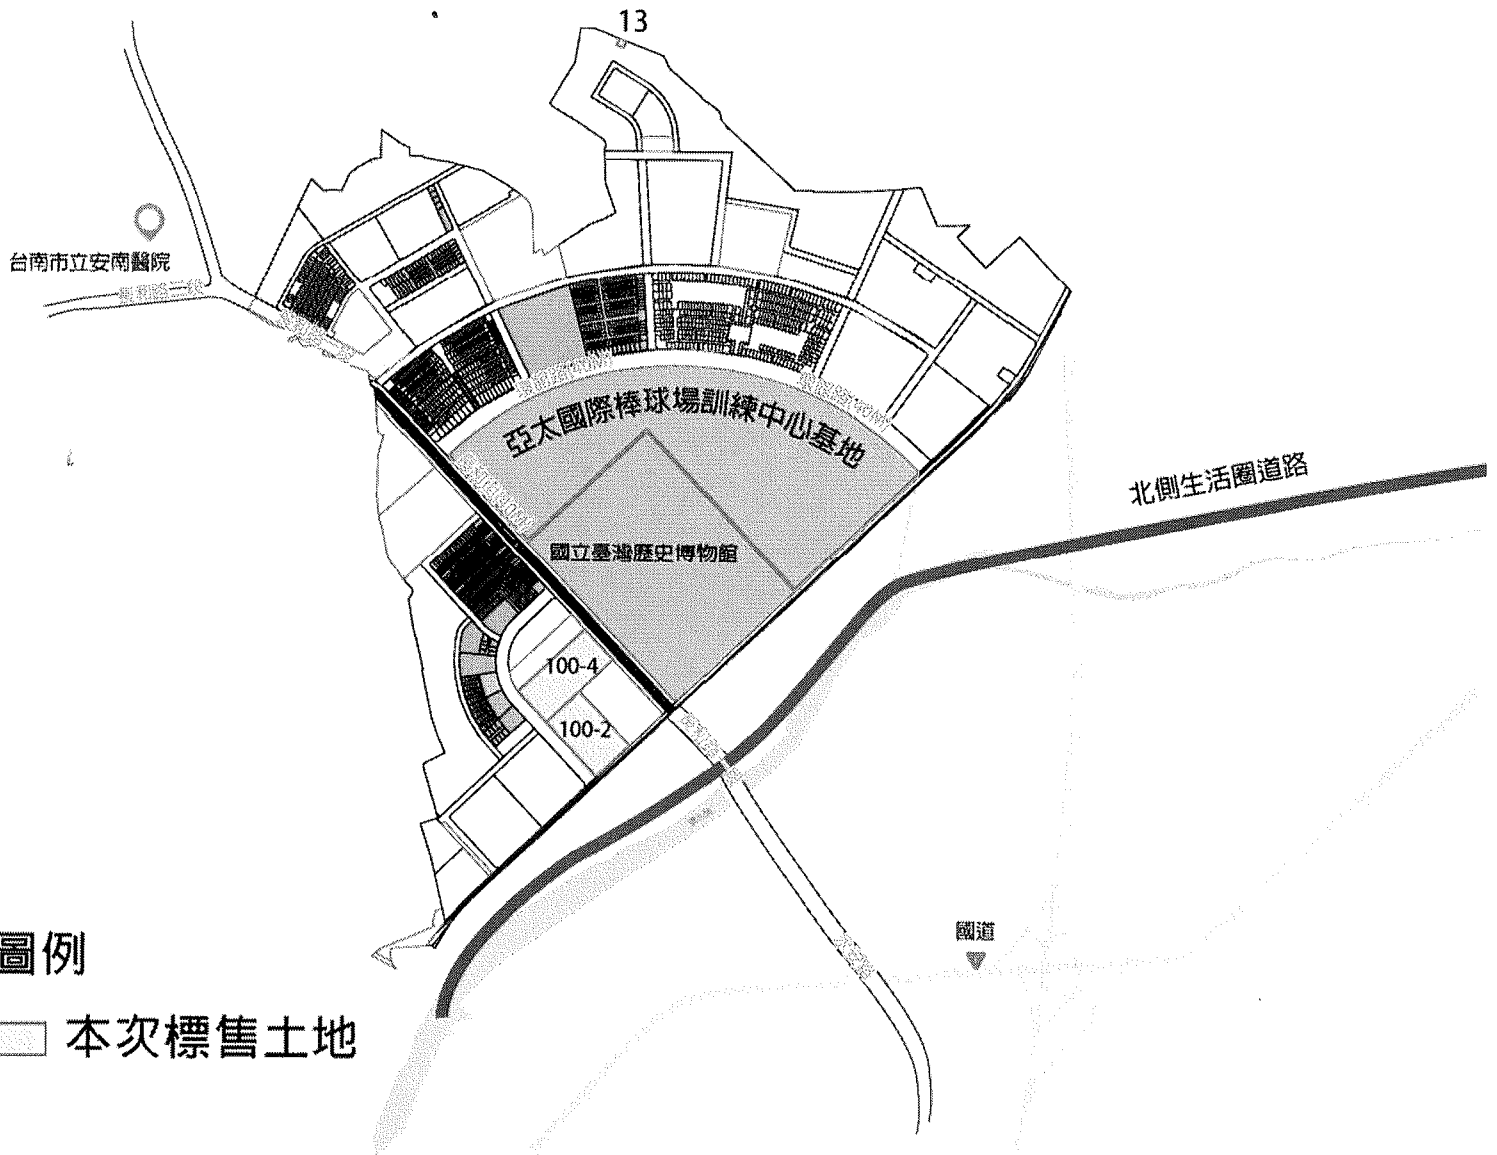 13
台南市立安南醫院
亞太國際棒球場訓練中心基地
北側生活圈道路
國立臺灣歷史博物館
100-4
100-2
國道
圖例
本次標售土地